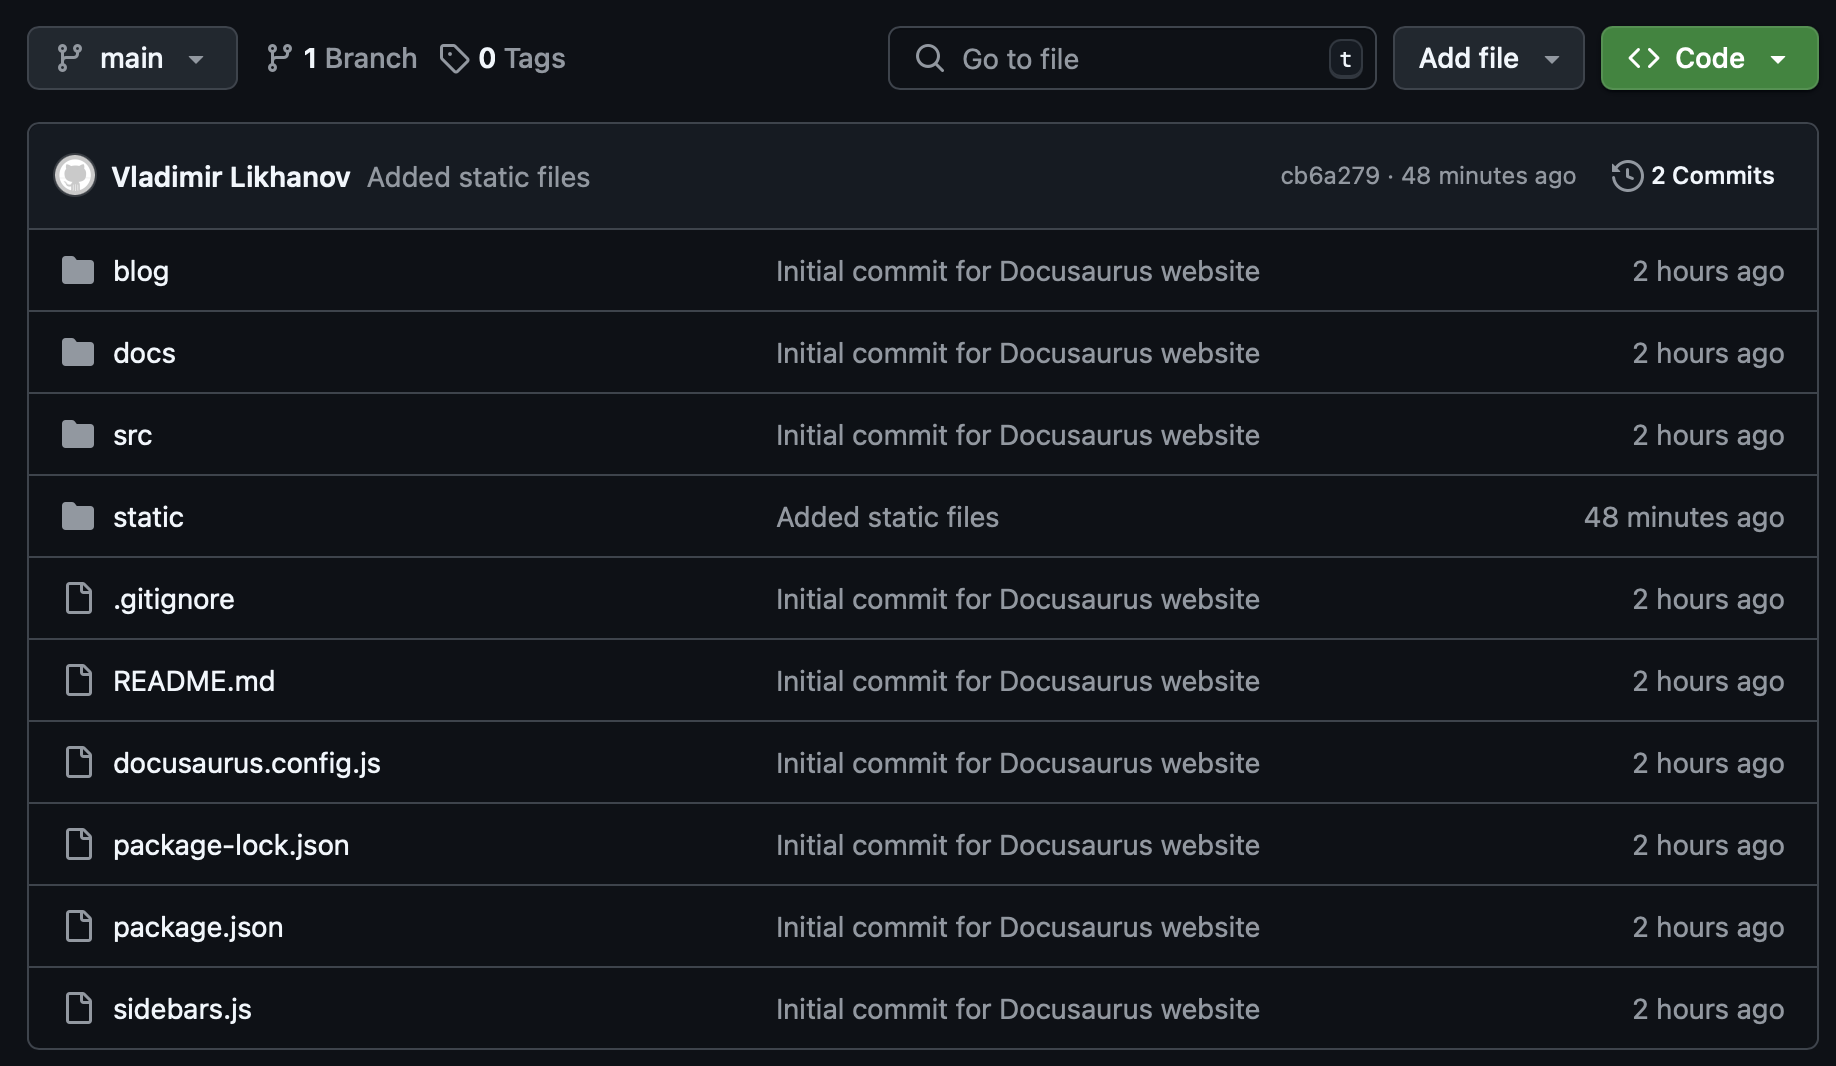 main 1 Branch 0 Tags Go to file t Add file Code
Vladimir Likhanov Added static files cb6a279 · 48 minutes ago 2 Commits
blog Initial commit for Docusaurus website 2 hours ago
docs Initial commit for Docusaurus website 2 hours ago
src Initial commit for Docusaurus website 2 hours ago
static Added static files 48 minutes ago
.gitignore Initial commit for Docusaurus website 2 hours ago
README.md Initial commit for Docusaurus website 2 hours ago
docusaurus.config.js Initial commit for Docusaurus website 2 hours ago
package-lock.json Initial commit for Docusaurus website 2 hours ago
package.json Initial commit for Docusaurus website 2 hours ago
sidebars.js Initial commit for Docusaurus website 2 hours ago